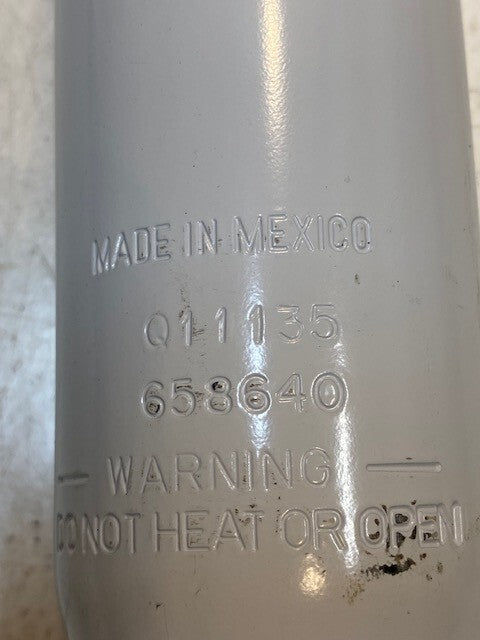 MADE IN MEXICO
Q11135
658640
— WARNING —
DO NOT HEAT OR OPEN